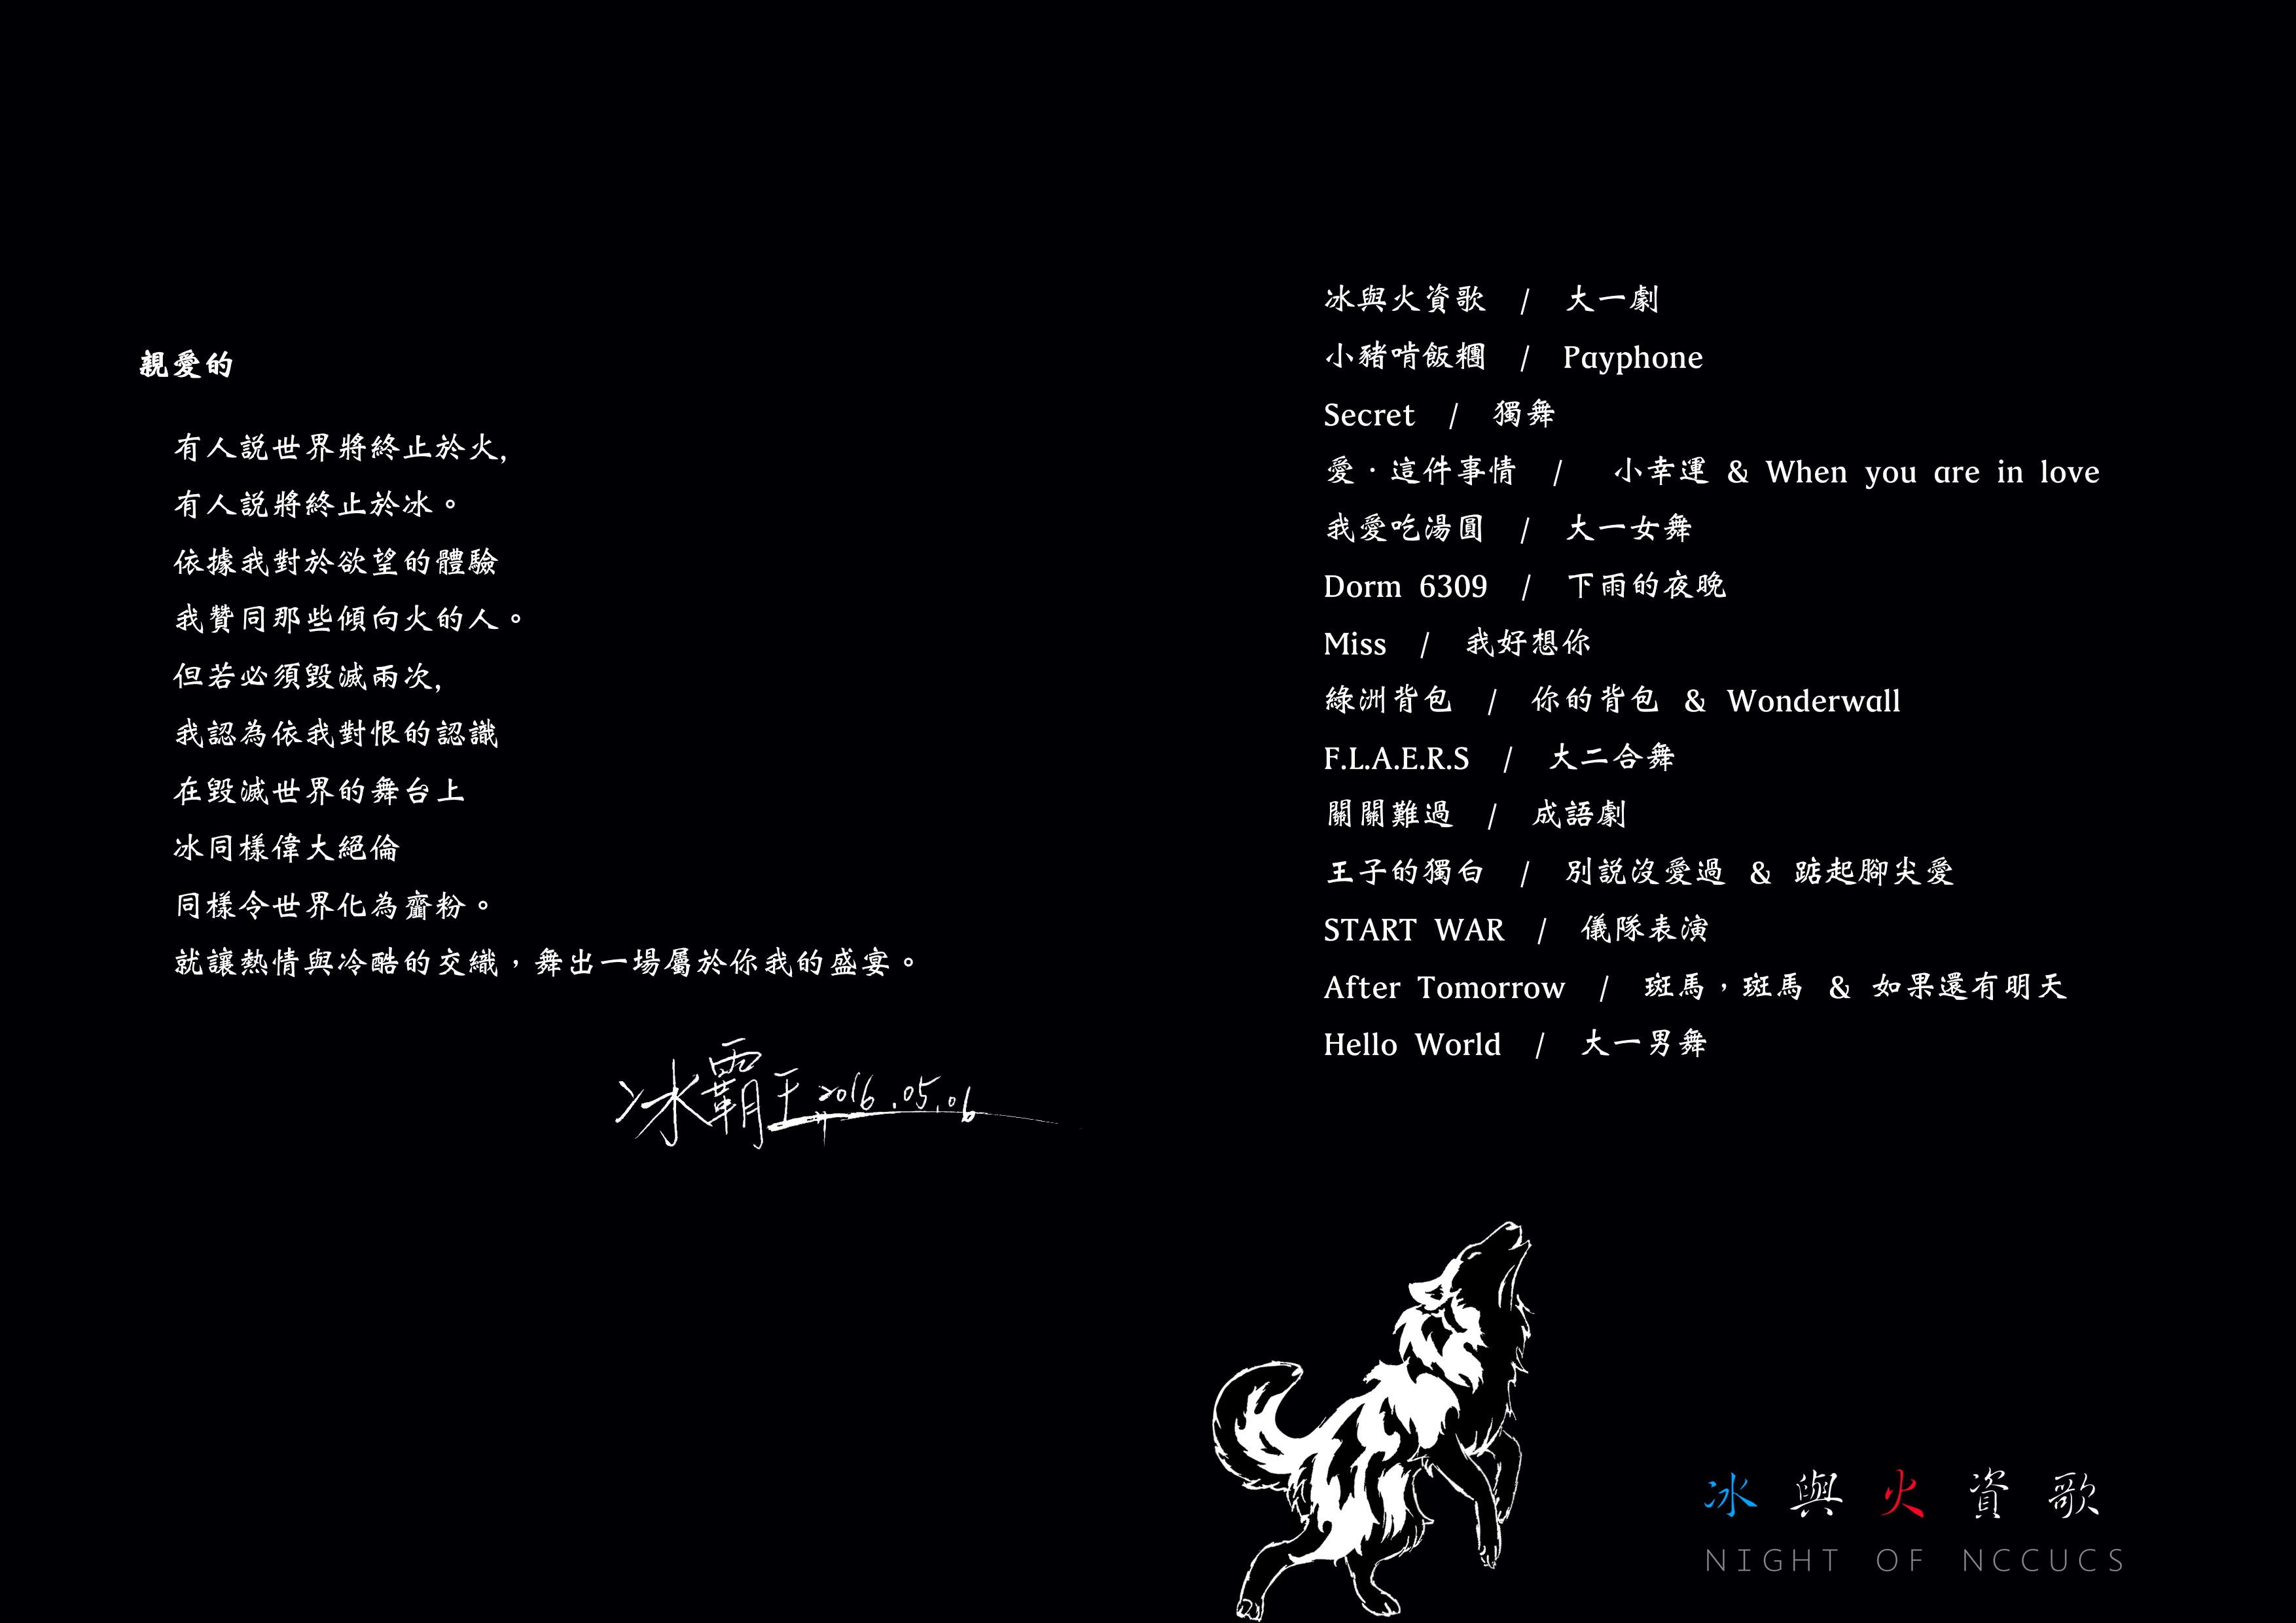 親愛的
有人說世界將終止於火,
有人說將終止於冰。
依據我對於欲望的體驗
我贊同那些傾向火的人。
但若必須毀滅兩次,
我認為依我對恨的認識
在毀滅世界的舞台上
冰同樣偉大絕倫
同樣令世界化為齏粉。
就讓熱情與冷酷的交織，舞出一場屬於你我的盛宴。
冰霸王 2016.05.06
冰與火資歌 / 大一劇
小豬啃飯糰 / Payphone
Secret / 獨舞
愛．這件事情 / 小幸運 & When you are in love
我愛吃湯圓 / 大一女舞
Dorm 6309 / 下雨的夜晚
Miss / 我好想你
綠洲背包 / 你的背包 & Wonderwall
F.L.A.E.R.S / 大二合舞
關關難過 / 成語劇
王子的獨白 / 別說沒愛過 & 踮起腳尖愛
START WAR / 儀隊表演
After Tomorrow / 斑馬，斑馬 & 如果還有明天
Hello World / 大一男舞
冰與火資歌
NIGHT OF NCCUCS